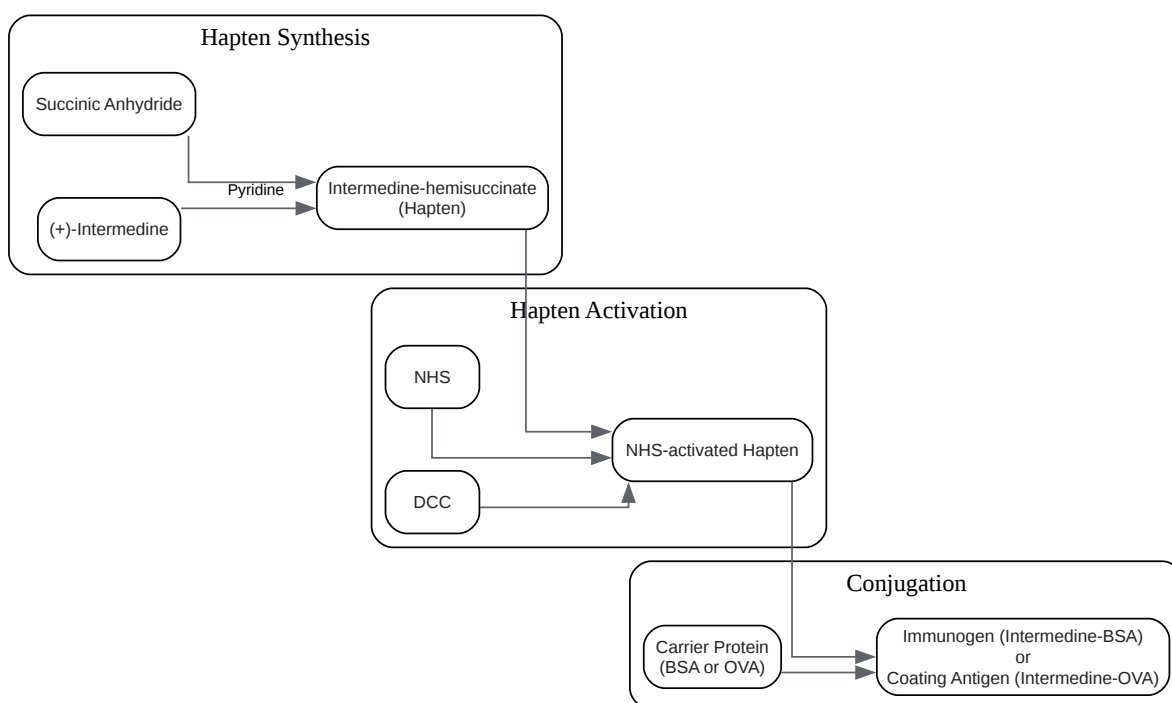 Hapten Synthesis
Succinic Anhydride
Pyridine
(+)-Intermedine
Intermedine-hemisuccinate
(Hapten)
Hapten Activation
NHS
DCC
NHS-activated Hapten
Conjugation
Carrier Protein
(BSA or OVA)
Immunogen (Intermedine-BSA)
or
Coating Antigen (Intermedine-OVA)